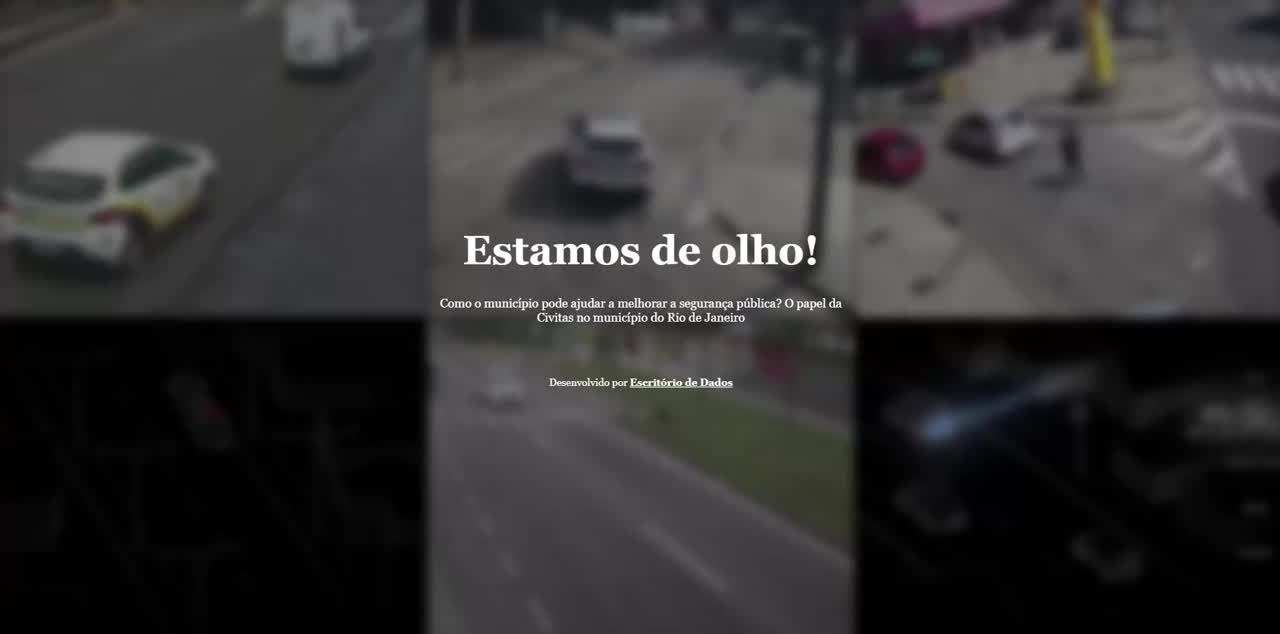 Estamos de olho!
Como o município pode ajudar a melhorar a segurança pública? O papel da
Civitas no município do Rio de Janeiro
Desenvolvido por Escritório de Dados